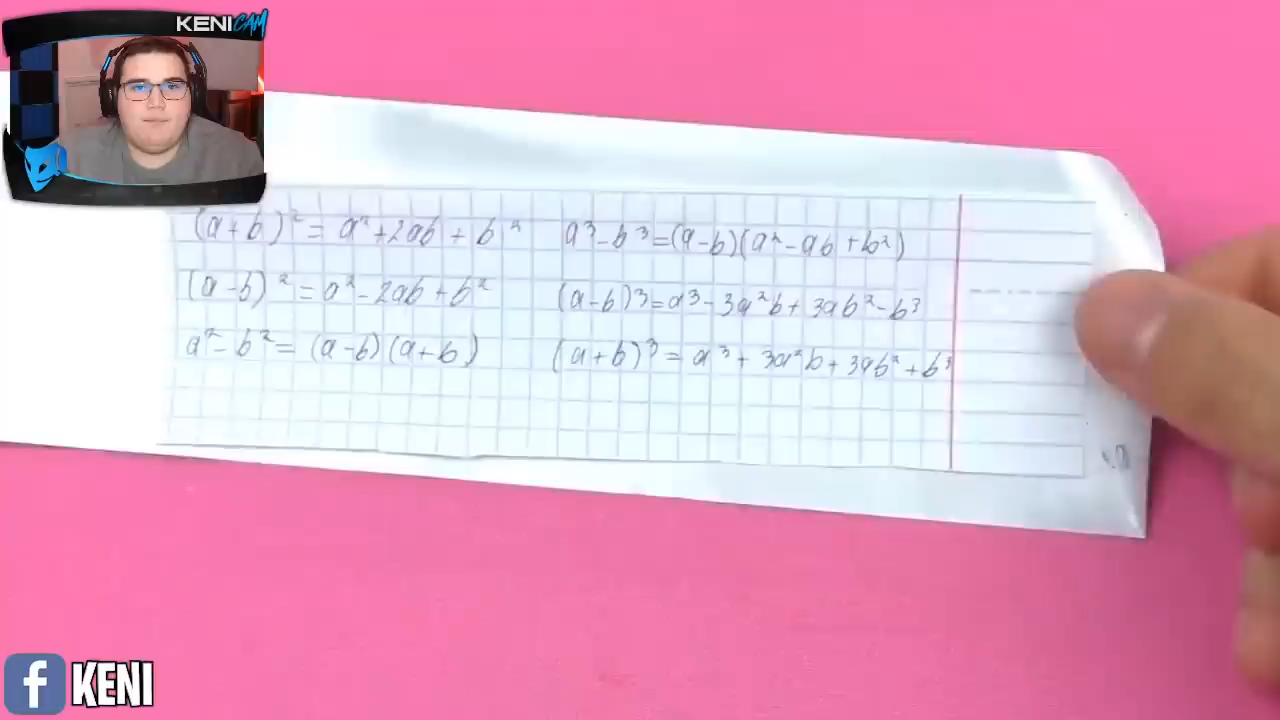 KENICAM
(a+b)² = a²+2ab+b²
(a-b)² = a²-2ab+b²
a²-b² = (a-b)(a+b)
a³-b³=(a-b)(a²-ab+b²)
(a-b)³=a³-3a²b+3ab²-b³
(a+b)³ = a³+3a²b+3ab²+b³
f KENI